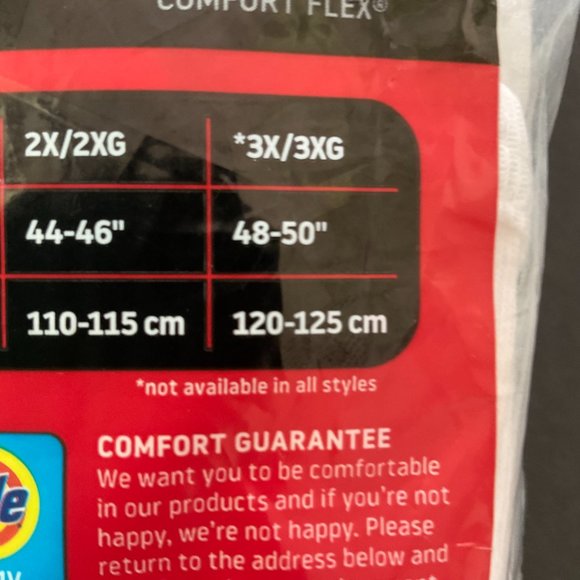 COMFORT FLEX®
2X/2XG *3X/3XG
44-46" 48-50"
110-115 cm 120-125 cm
*not available in all styles
COMFORT GUARANTEE
We want you to be comfortable
in our products and if you're not
happy, we're not happy. Please
return to the address below and